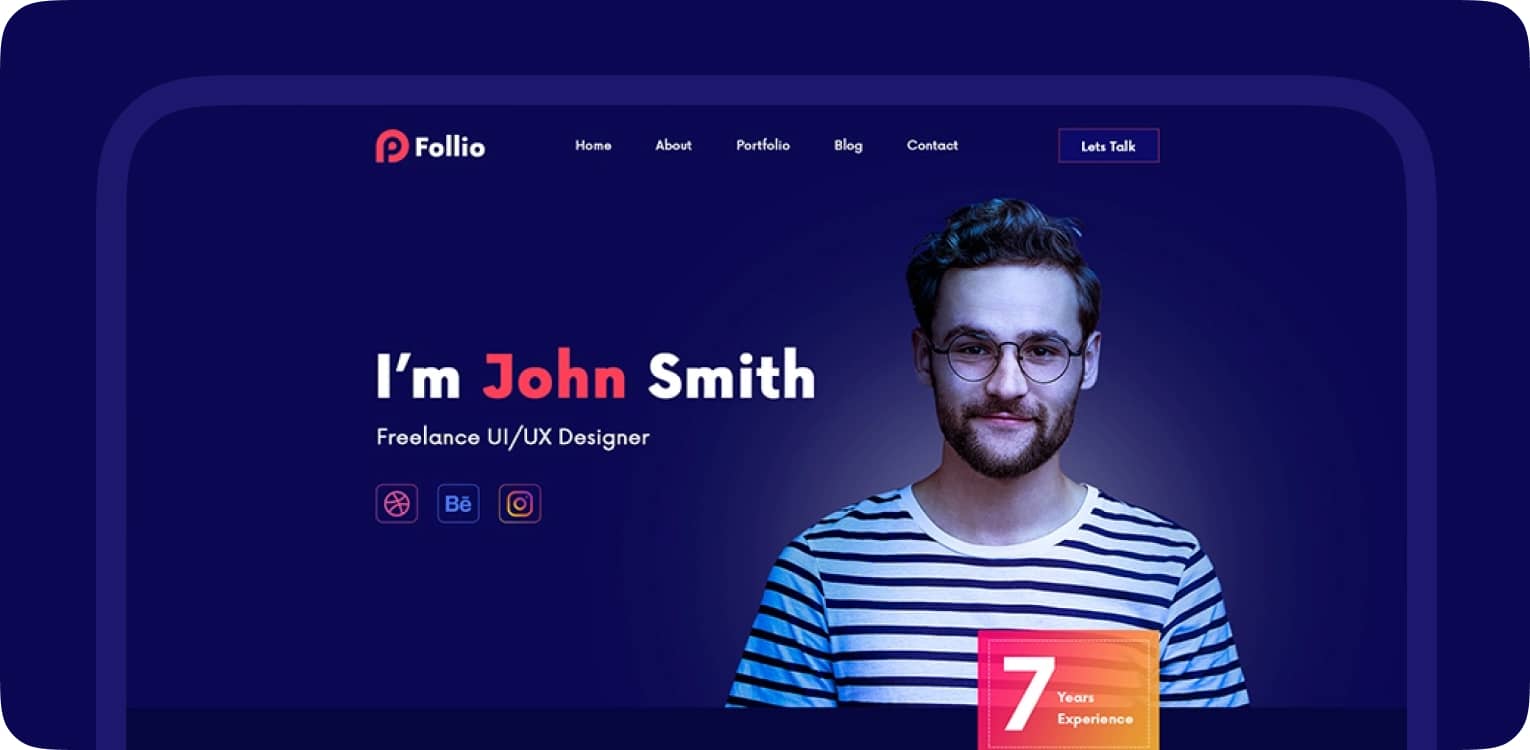 Follio
Home About Portfolio Blog Contact
Lets Talk
I’m John Smith
Freelance UI/UX Designer
Bē
7
Years
Experience